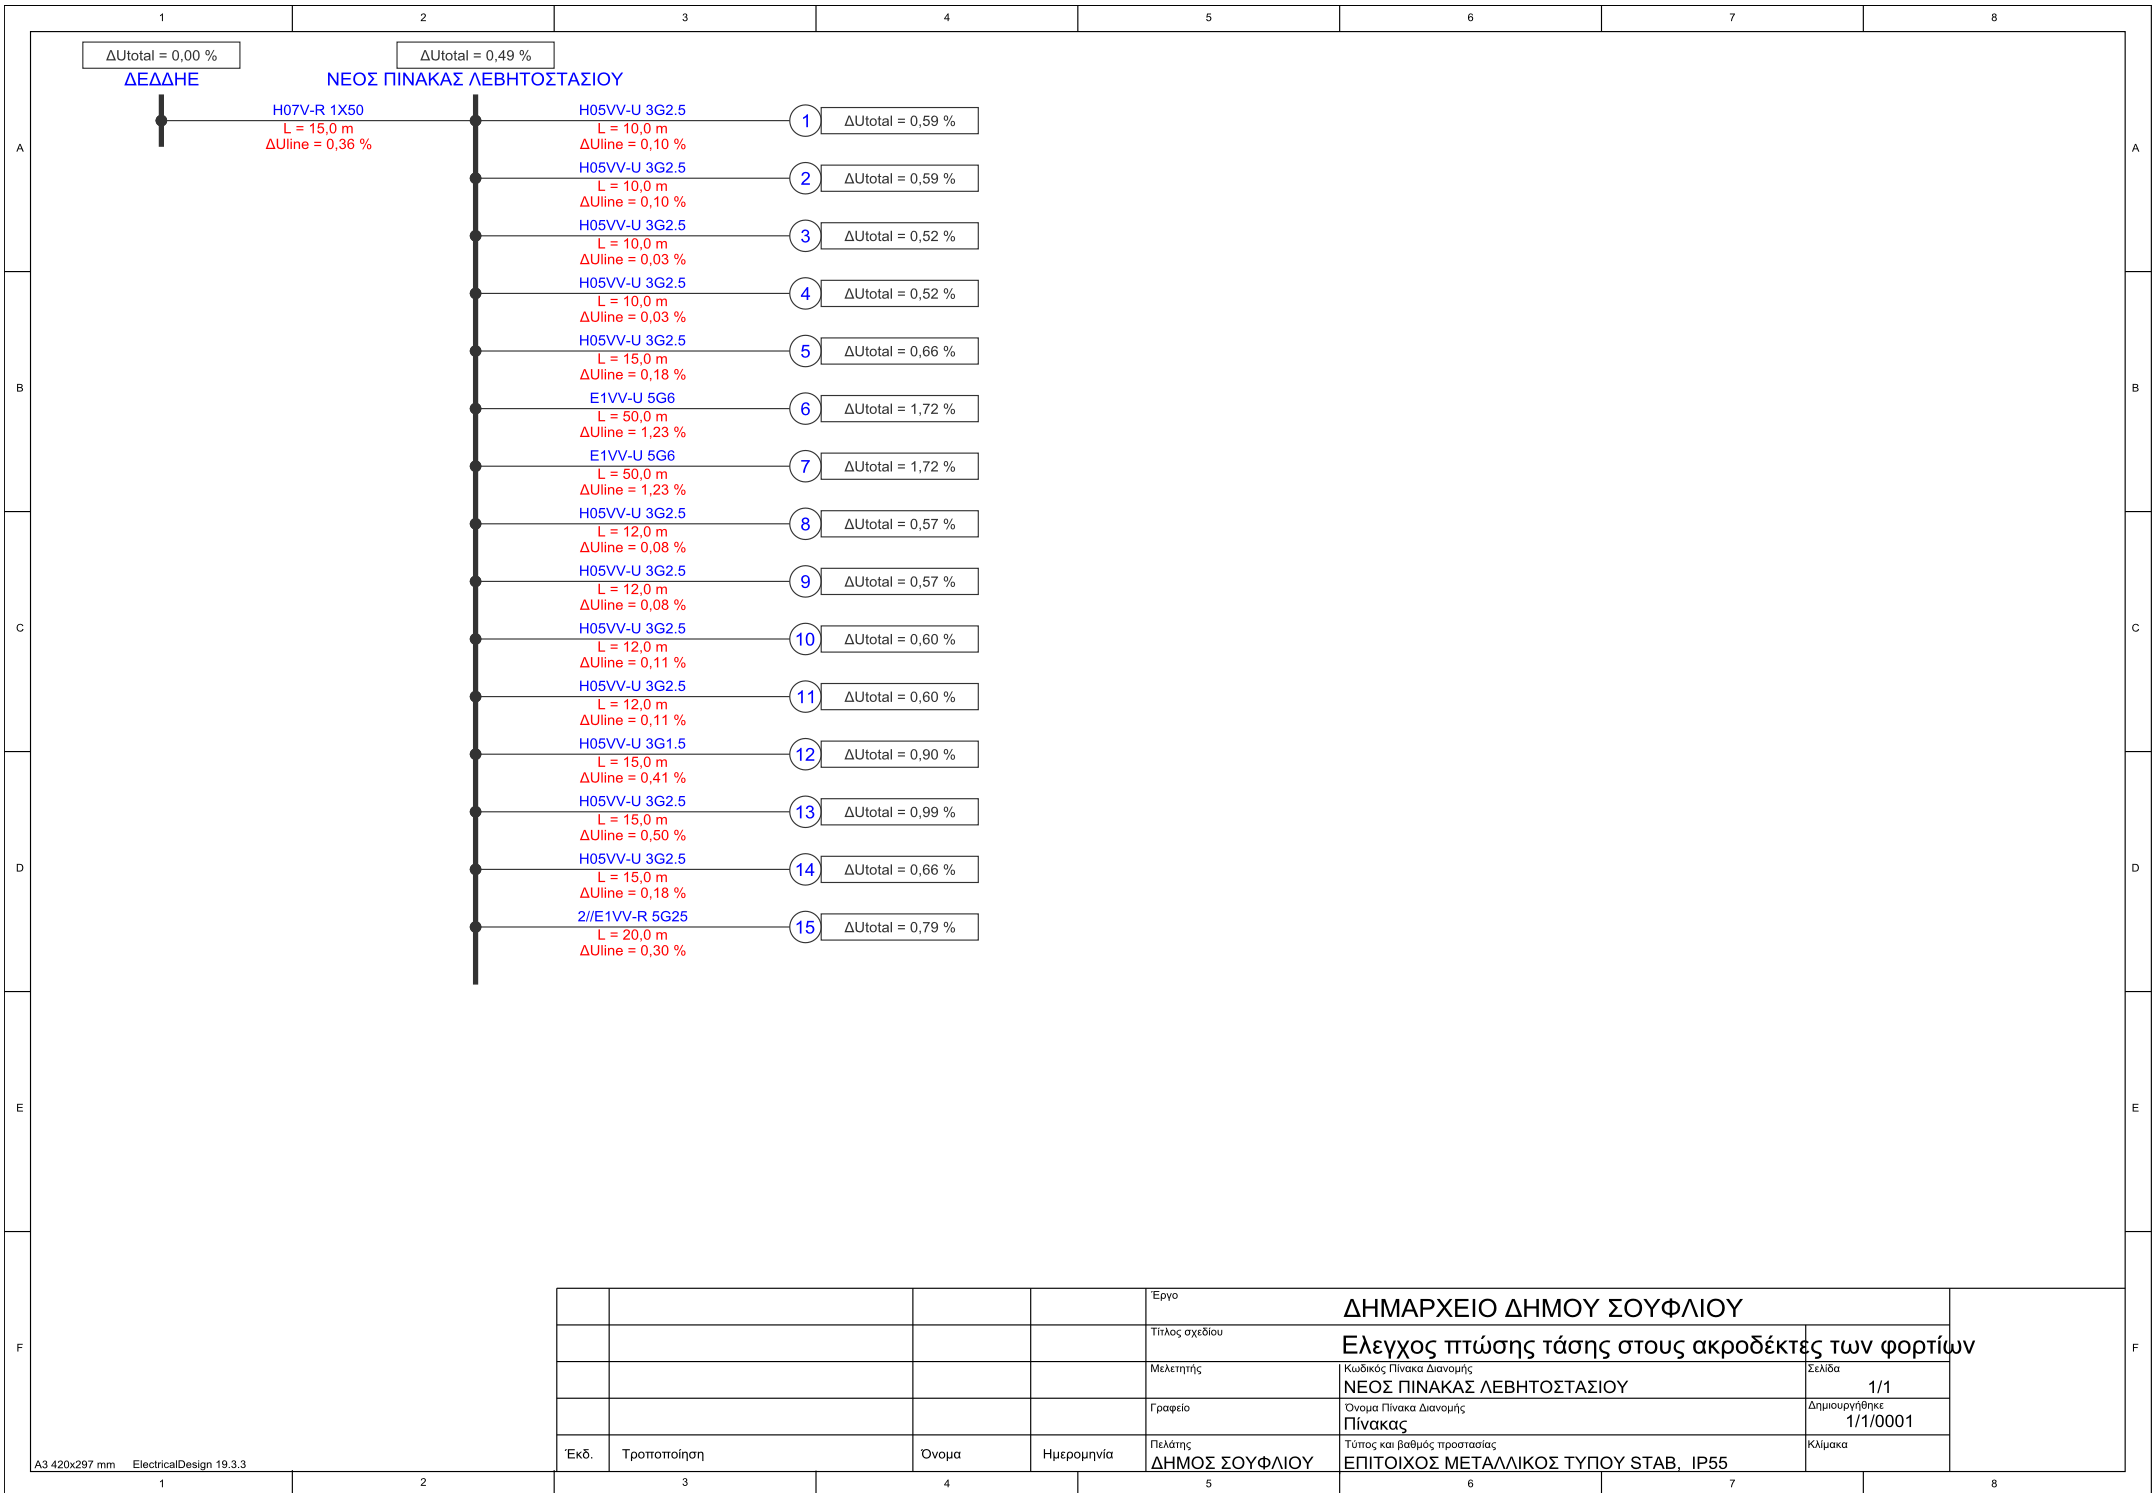 1 2 3 4 5 6 7 8
ΔUtotal = 0,00 % ΔUtotal = 0,49 %
ΔΕΔΔΗΕ ΝΕΟΣ ΠΙΝΑΚΑΣ ΛΕΒΗΤΟΣΤΑΣΙΟΥ
H07V-R 1X50
L = 15,0 m
ΔUline = 0,36 %
H05VV-U 3G2.5
L = 10,0 m
ΔUline = 0,10 %
1 ΔUtotal = 0,59 %
A A
H05VV-U 3G2.5
L = 10,0 m
ΔUline = 0,10 %
2 ΔUtotal = 0,59 %
H05VV-U 3G2.5
L = 10,0 m
ΔUline = 0,03 %
3 ΔUtotal = 0,52 %
H05VV-U 3G2.5
L = 10,0 m
ΔUline = 0,03 %
4 ΔUtotal = 0,52 %
H05VV-U 3G2.5
L = 15,0 m
ΔUline = 0,18 %
5 ΔUtotal = 0,66 %
B B
E1VV-U 5G6
L = 50,0 m
ΔUline = 1,23 %
6 ΔUtotal = 1,72 %
E1VV-U 5G6
L = 50,0 m
ΔUline = 1,23 %
7 ΔUtotal = 1,72 %
H05VV-U 3G2.5
L = 12,0 m
ΔUline = 0,08 %
8 ΔUtotal = 0,57 %
H05VV-U 3G2.5
L = 12,0 m
ΔUline = 0,08 %
9 ΔUtotal = 0,57 %
C C
H05VV-U 3G2.5
L = 12,0 m
ΔUline = 0,11 %
10 ΔUtotal = 0,60 %
H05VV-U 3G2.5
L = 12,0 m
ΔUline = 0,11 %
11 ΔUtotal = 0,60 %
H05VV-U 3G1.5
L = 15,0 m
ΔUline = 0,41 %
12 ΔUtotal = 0,90 %
H05VV-U 3G2.5
L = 15,0 m
ΔUline = 0,50 %
13 ΔUtotal = 0,99 %
D D
H05VV-U 3G2.5
L = 15,0 m
ΔUline = 0,18 %
14 ΔUtotal = 0,66 %
2//E1VV-R 5G25
L = 20,0 m
ΔUline = 0,30 %
15 ΔUtotal = 0,79 %
E E
F F
Έργο
ΔΗΜΑΡΧΕΙΟ ΔΗΜΟΥ ΣΟΥΦΛΙΟΥ
Τίτλος σχεδίου
Ελεγχος πτώσης τάσης στους ακροδέκτες των φορτίων
Μελετητής
Κωδικός Πίνακα Διανομής
ΝΕΟΣ ΠΙΝΑΚΑΣ ΛΕΒΗΤΟΣΤΑΣΙΟΥ
Σελίδα
1/1
Γραφείο
Όνομα Πίνακα Διανομής
Πίνακας
Δημιουργήθηκε
1/1/0001
Έκδ. Τροποποίηση Όνομα Ημερομηνία
Πελάτης
ΔΗΜΟΣ ΣΟΥΦΛΙΟΥ
Τύπος και βαθμός προστασίας
ΕΠΙΤΟΙΧΟΣ ΜΕΤΑΛΛΙΚΟΣ ΤΥΠΟΥ STAB, IP55
Κλίμακα
A3 420x297 mm ElectricalDesign 19.3.3
1 2 3 4 5 6 7 8